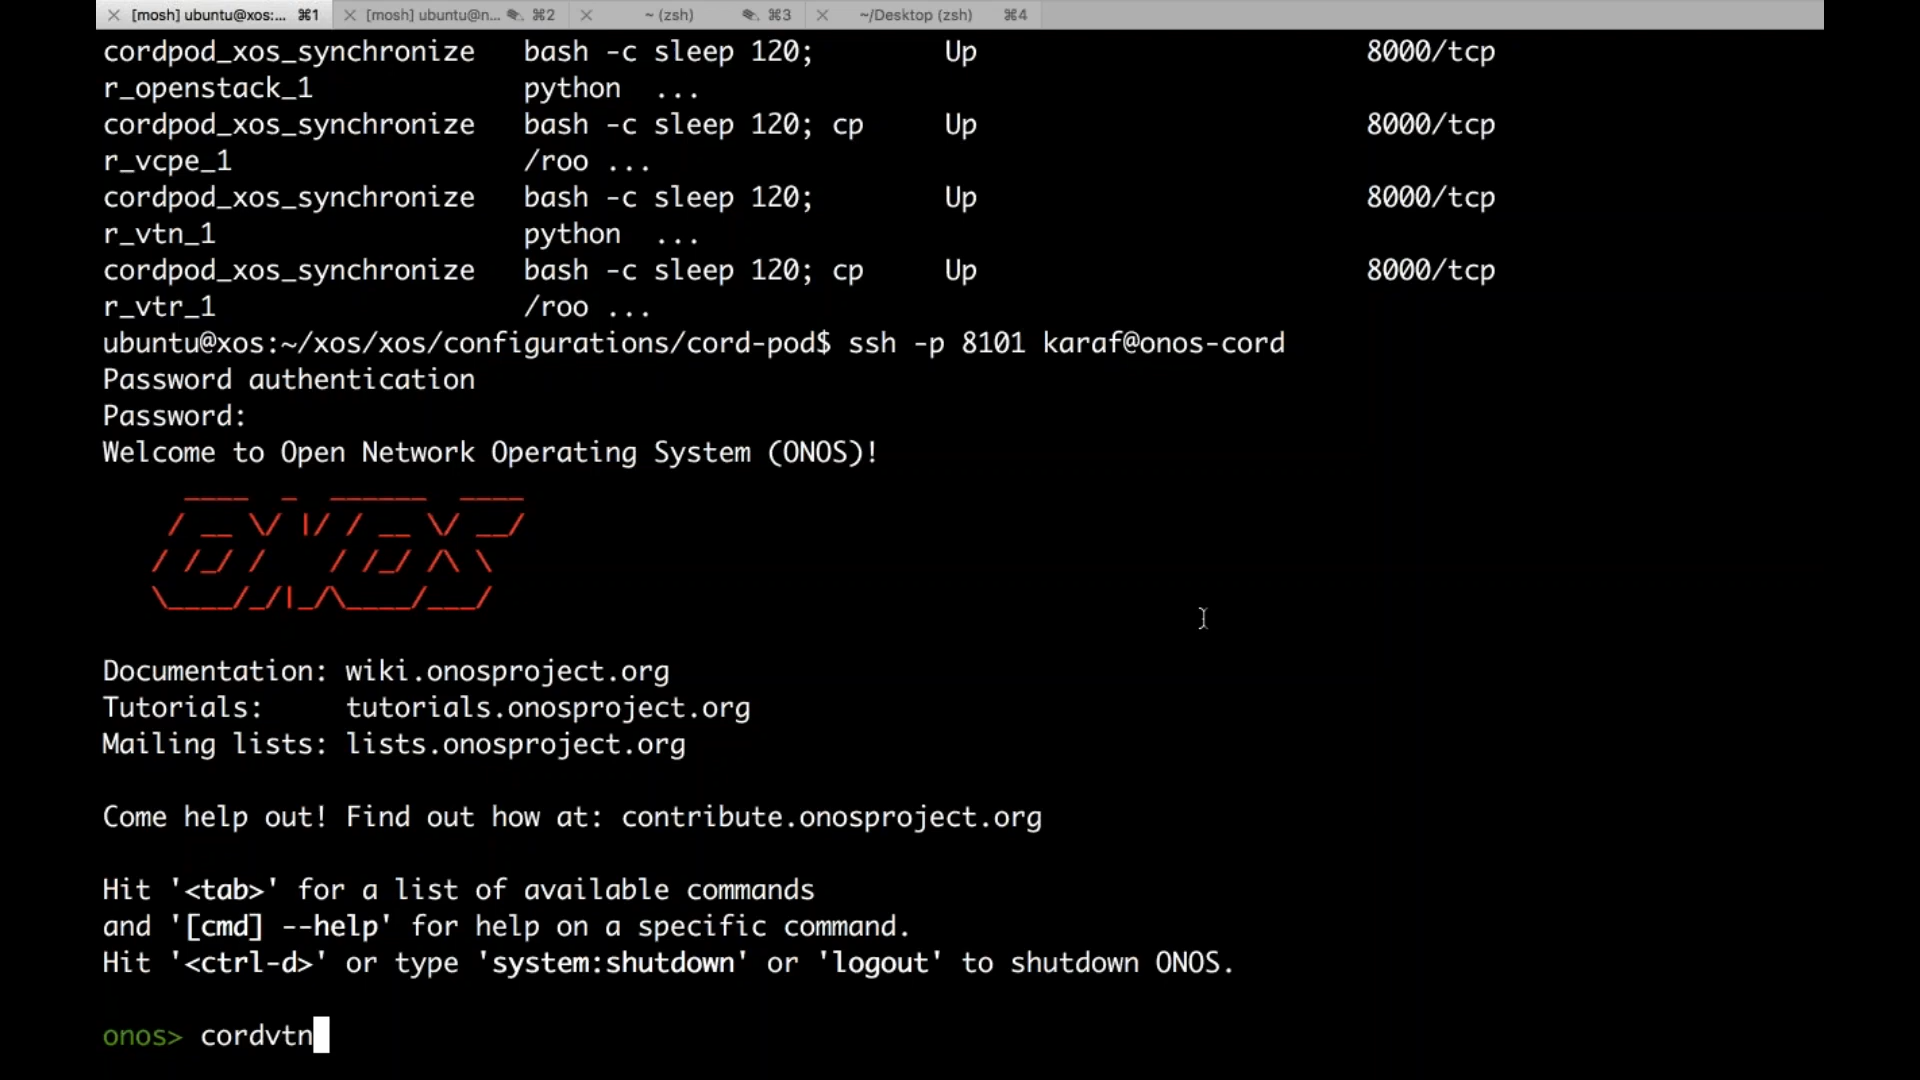 [mosh] ubuntu@xos:... ⌘1 [mosh] ubuntu@n... ⌘2 ~ (zsh) ⌘3 ~/Desktop (zsh) ⌘4
cordpod_xos_synchronize bash -c sleep 120; Up 8000/tcp
r_openstack_1 python ...
cordpod_xos_synchronize bash -c sleep 120; cp Up 8000/tcp
r_vcpe_1 /roo ...
cordpod_xos_synchronize bash -c sleep 120; Up 8000/tcp
r_vtn_1 python ...
cordpod_xos_synchronize bash -c sleep 120; cp Up 8000/tcp
r_vtr_1 /roo ...
ubuntu@xos:~/xos/xos/configurations/cord-pod$ ssh -p 8101 karaf@onos-cord
Password authentication
Password:
Welcome to Open Network Operating System (ONOS)!
ONOS
Documentation: wiki.onosproject.org
Tutorials: tutorials.onosproject.org
Mailing lists: lists.onosproject.org
Come help out! Find out how at: contribute.onosproject.org
Hit '<tab>' for a list of available commands
and '[cmd] --help' for help on a specific command.
Hit '<ctrl-d>' or type 'system:shutdown' or 'logout' to shutdown ONOS.
onos> cordvtn